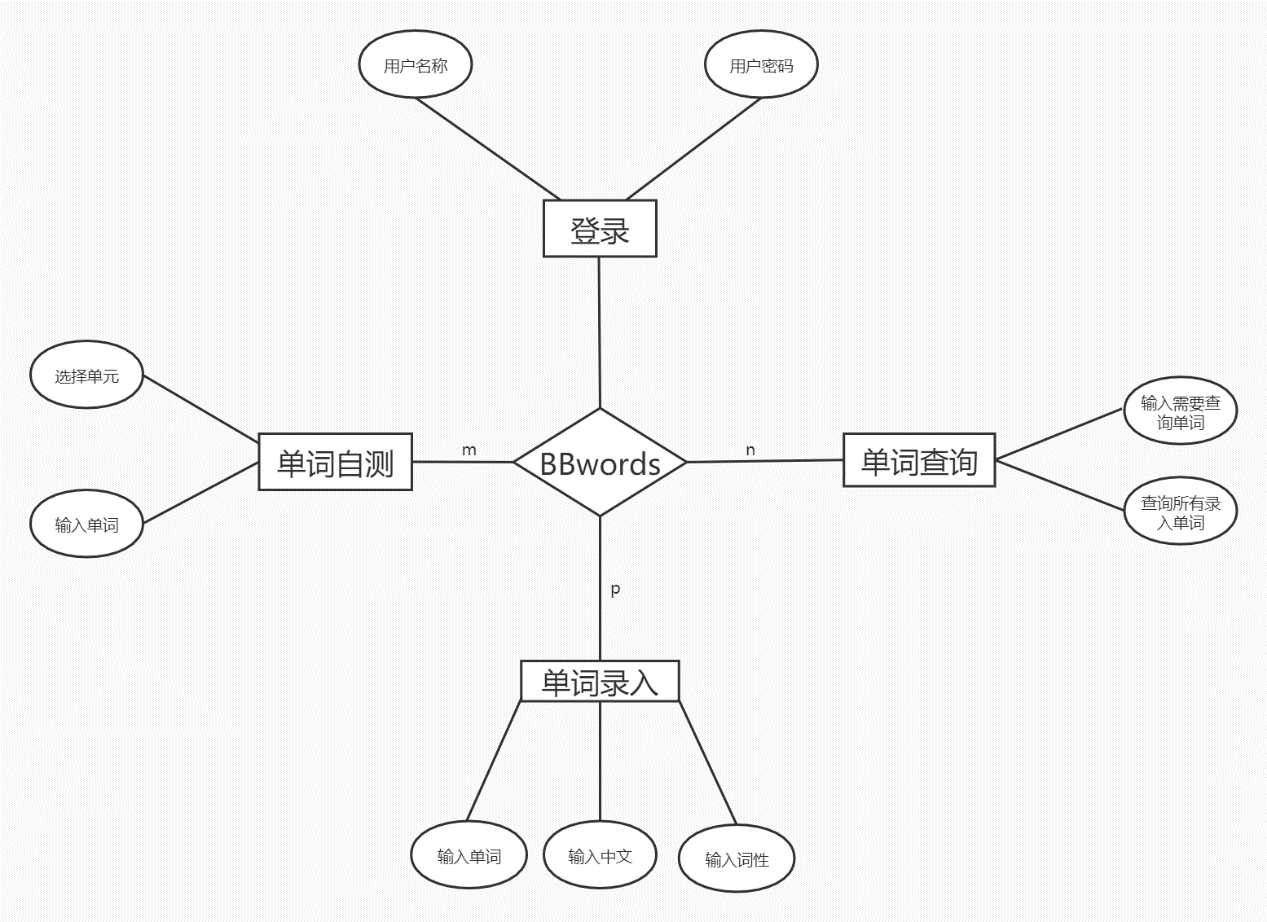 用户名称
用户密码
登录
选择单元
输入单词
单词自测
m
BBwords
n
单词查询
输入需要查
询单词
查询所有录
入单词
p
单词录入
输入单词
输入中文
输入词性